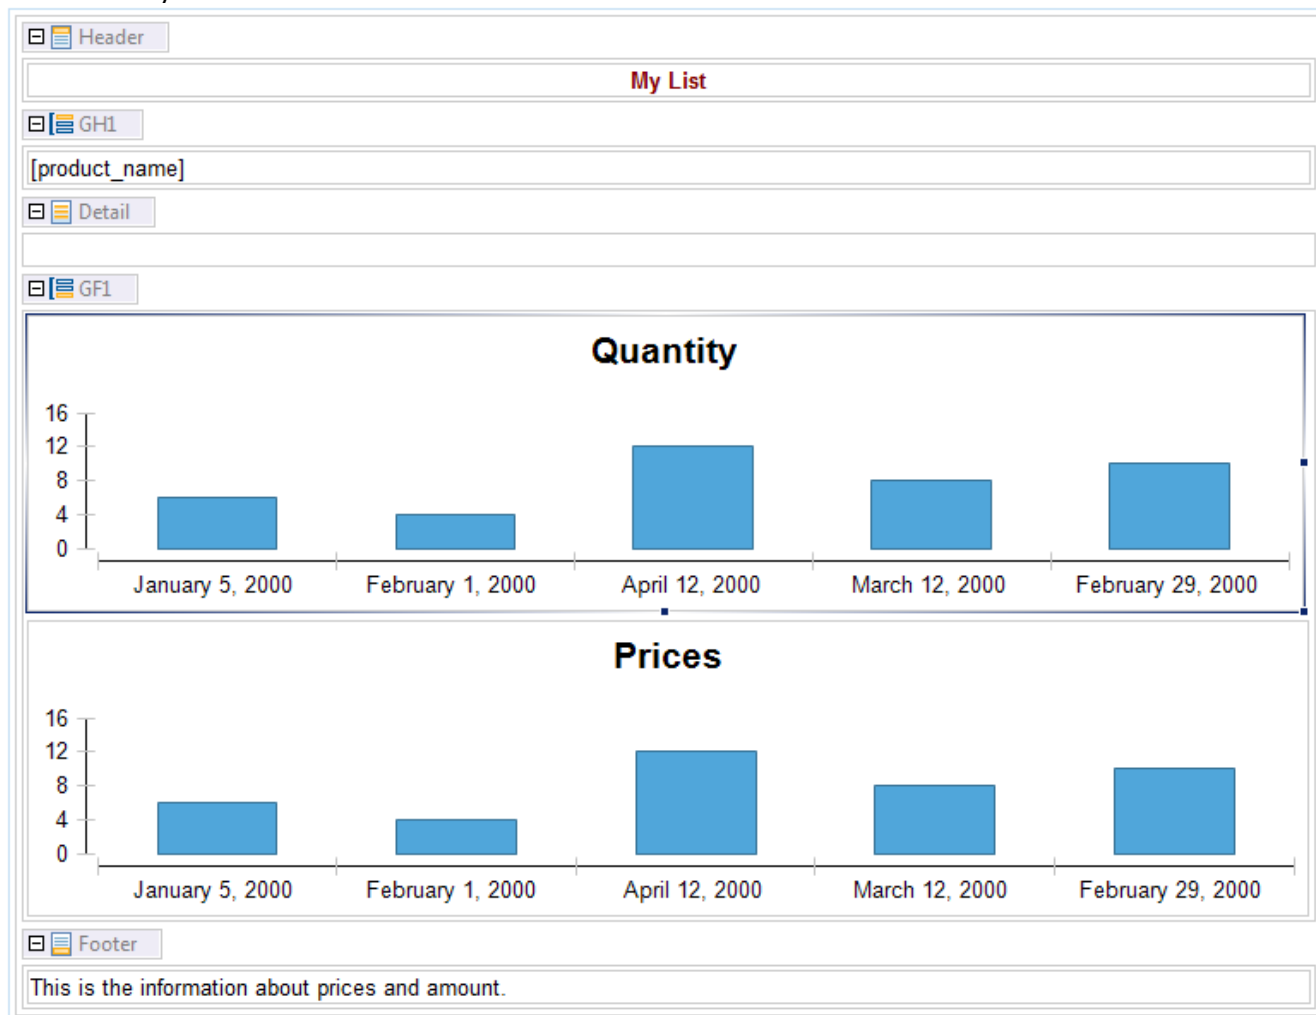 Header
My List
GH1
[product_name]
Detail
GF1
Quantity
16
12
8
4
0
January 5, 2000 February 1, 2000 April 12, 2000 March 12, 2000 February 29, 2000
Prices
16
12
8
4
0
January 5, 2000 February 1, 2000 April 12, 2000 March 12, 2000 February 29, 2000
Footer
This is the information about prices and amount.